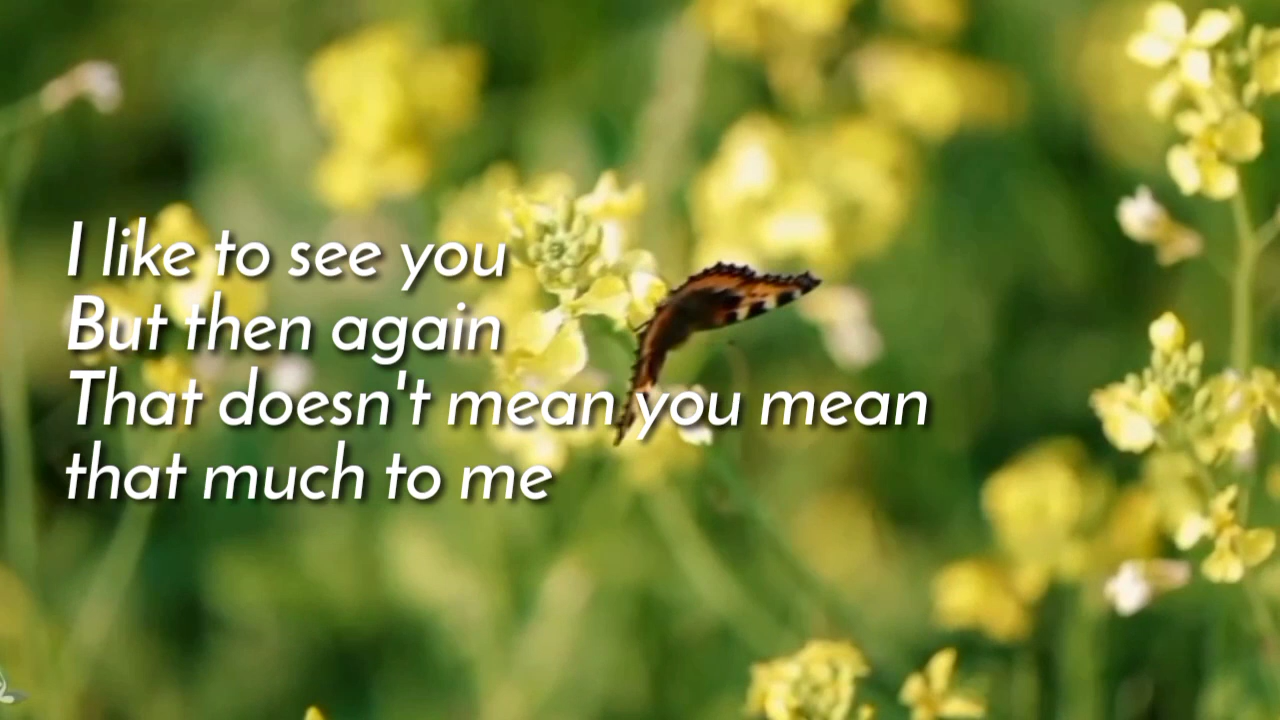 I like to see you
But then again
That doesn't mean you mean
that much to me